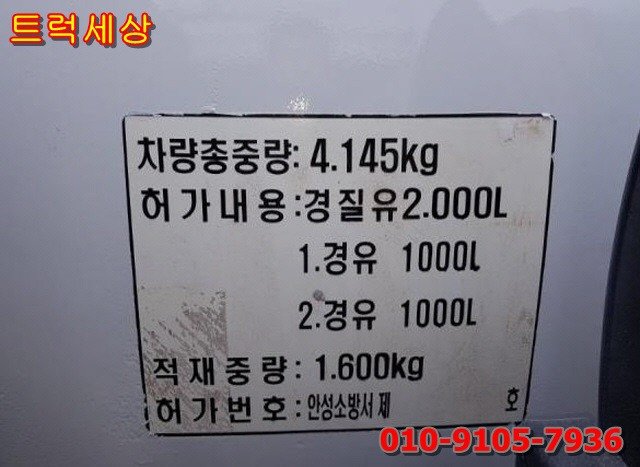 트럭세상
차량총중량: 4.145kg
허가내용:경질유2.000L
1.경유 1000L
2.경유 1000L
적재중량: 1.600kg
허가번호: 안성소방서 제 호
010-9105-7936